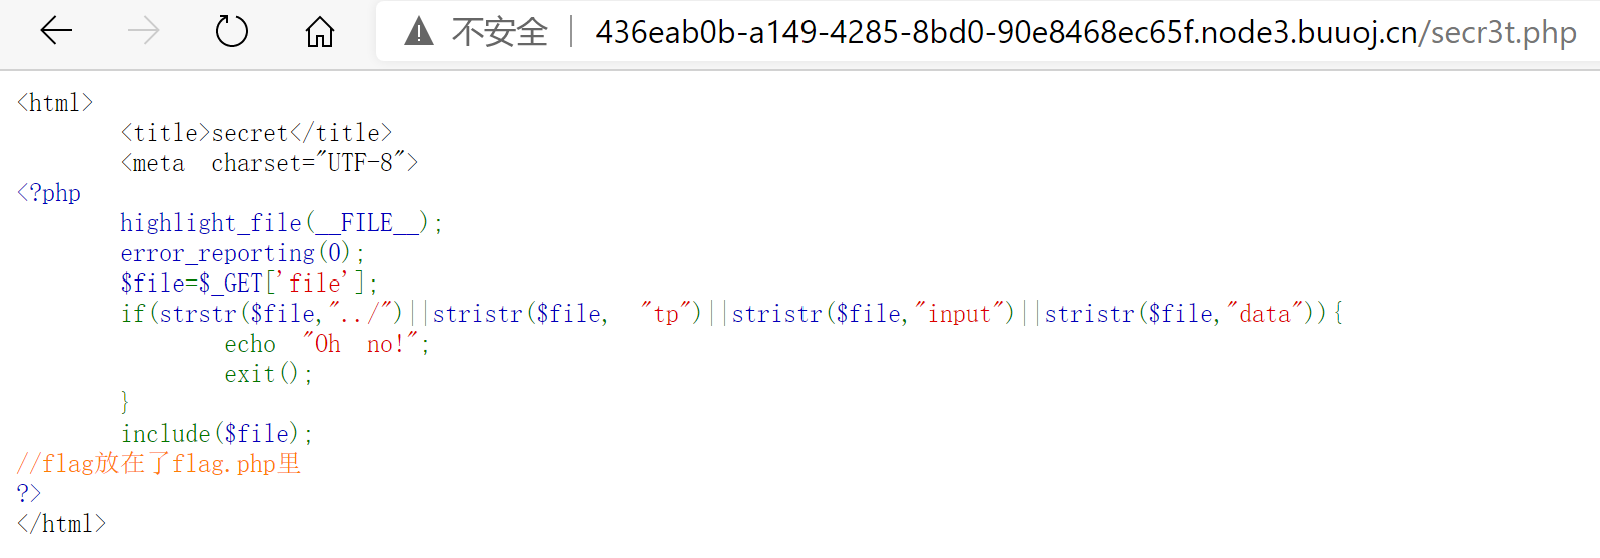 不安全 | 436eab0b-a149-4285-8bd0-90e8468ec65f.node3.buuoj.cn/secr3t.php
<html>
<title>secret</title>
<meta charset="UTF-8">
<?php
highlight_file(__FILE__);
error_reporting(0);
$file=$_GET['file'];
if(strstr($file,"../")||stristr($file, "tp")||stristr($file,"input")||stristr($file,"data")){
echo "Oh no!";
exit();
}
include($file);
//flag放在了flag.php里
?>
</html>